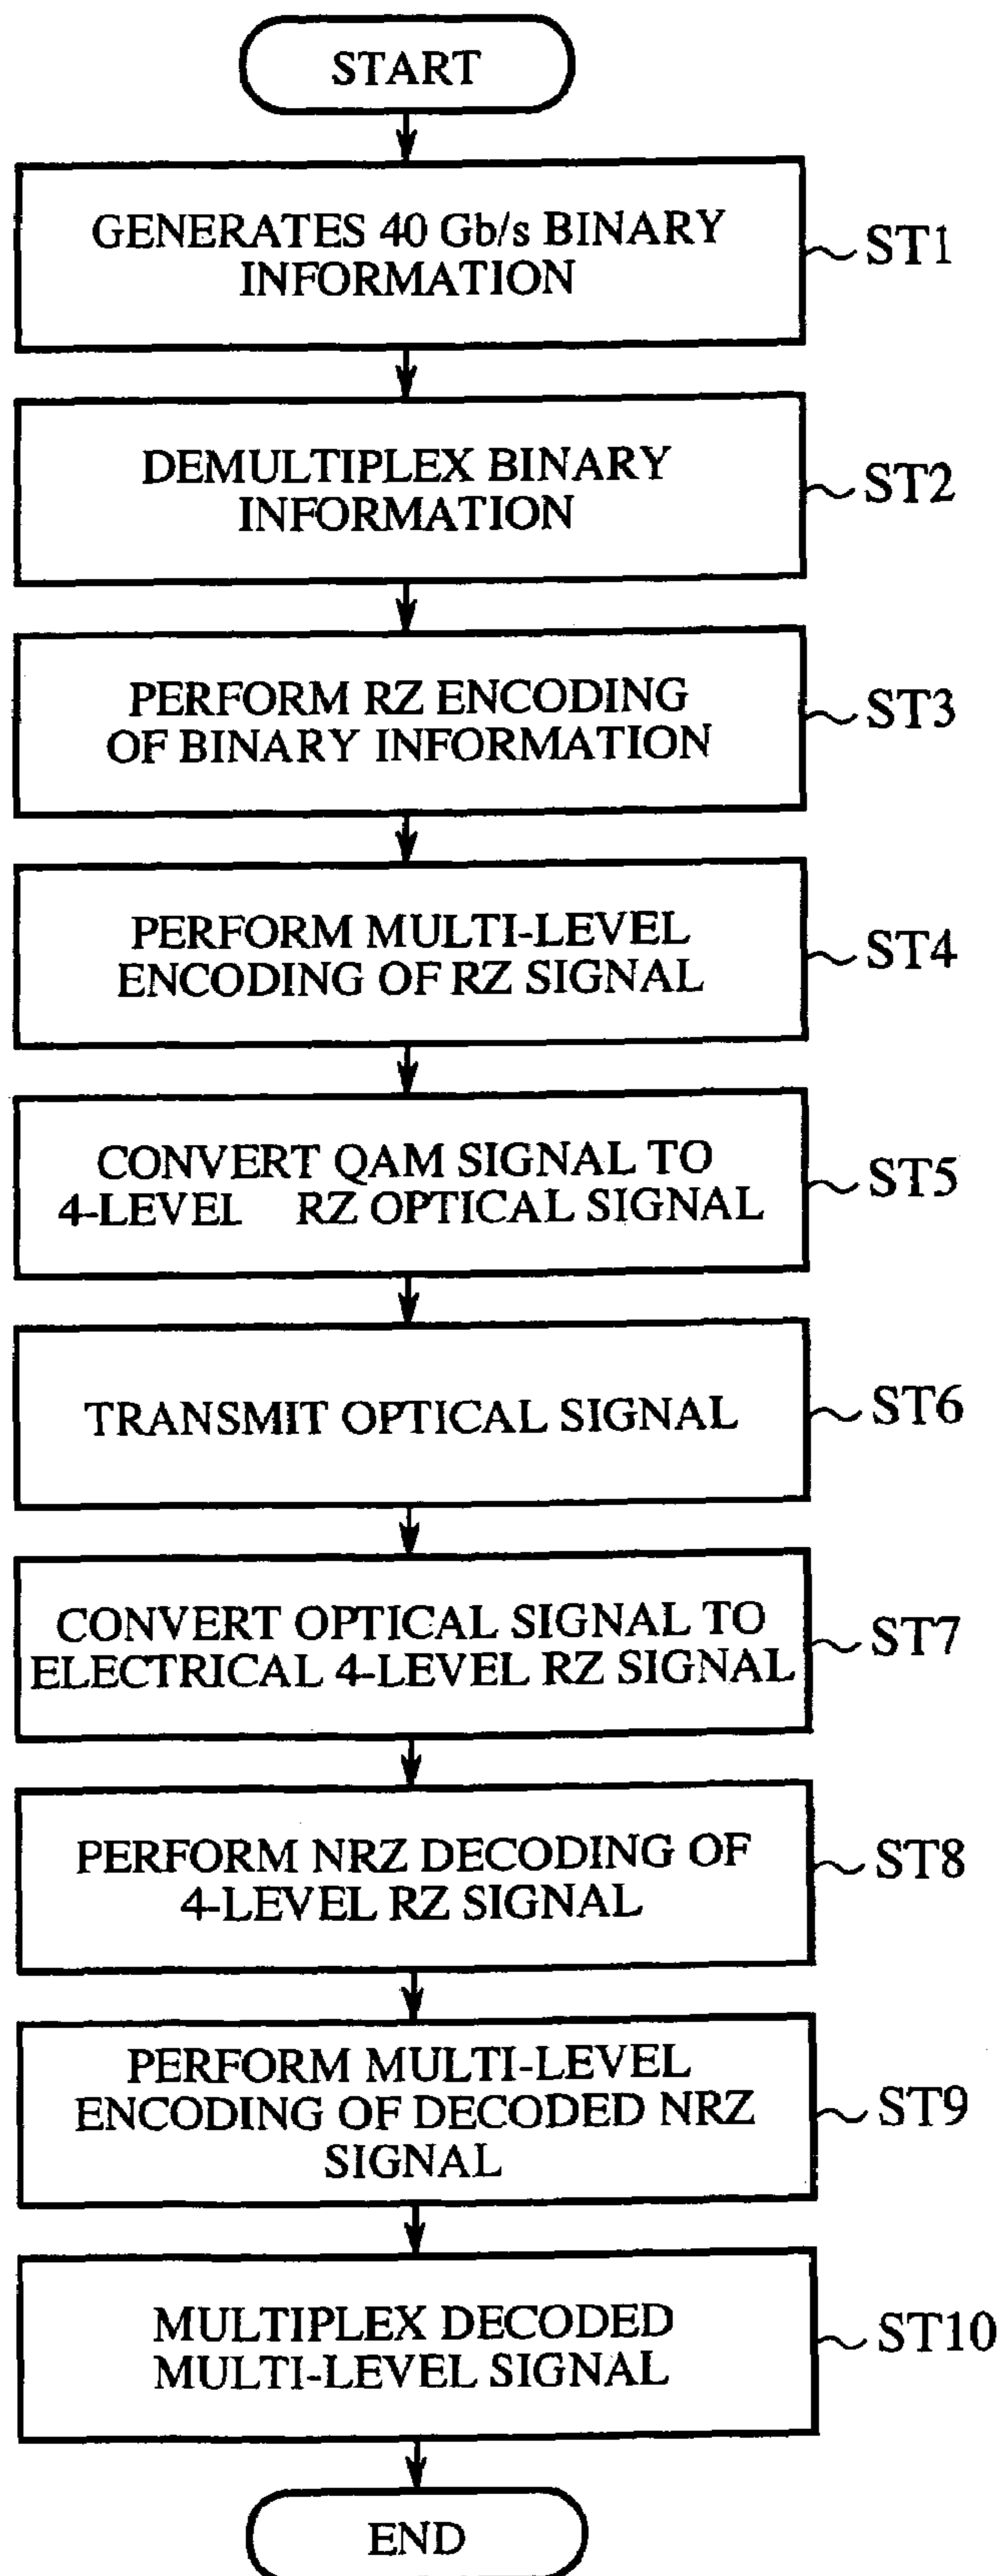 START
GENERATES 40 Gb/s BINARY
INFORMATION
ST1
DEMULTIPLEX BINARY
INFORMATION
ST2
PERFORM RZ ENCODING
OF BINARY INFORMATION
ST3
PERFORM MULTI-LEVEL
ENCODING OF RZ SIGNAL
ST4
CONVERT QAM SIGNAL TO
4-LEVEL RZ OPTICAL SIGNAL
ST5
TRANSMIT OPTICAL SIGNAL
ST6
CONVERT OPTICAL SIGNAL TO
ELECTRICAL 4-LEVEL RZ SIGNAL
ST7
PERFORM NRZ DECODING OF
4-LEVEL RZ SIGNAL
ST8
PERFORM MULTI-LEVEL
ENCODING OF DECODED NRZ
SIGNAL
ST9
MULTIPLEX DECODED
MULTI-LEVEL SIGNAL
ST10
END